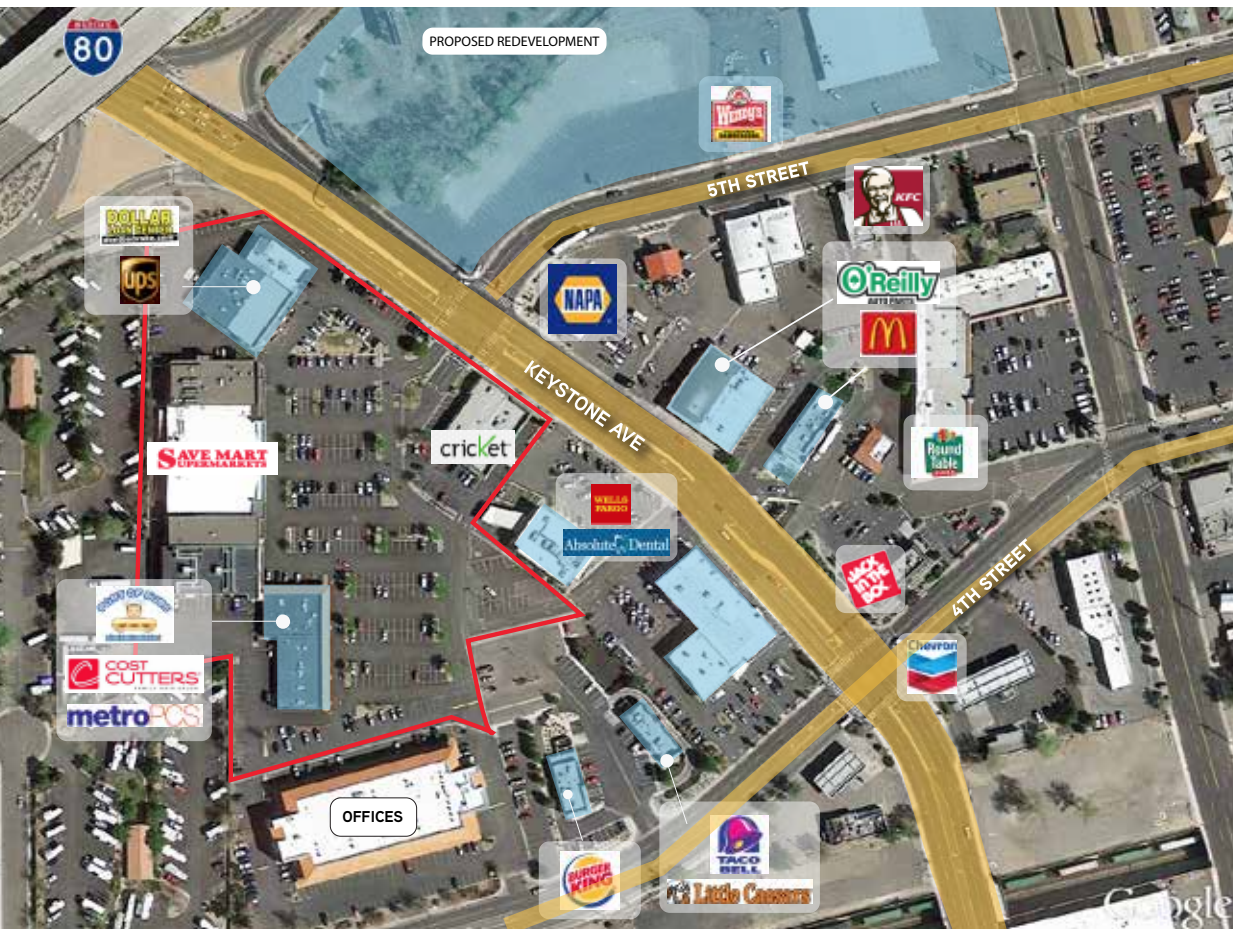 80
PROPOSED REDEVELOPMENT
WENDY'S
5TH STREET
KFC
DOLLAR
LOAN CENTER
ups
NAPA
O'Reilly
AUTO PARTS
KEYSTONE AVE
cricket
SAVE MART
SUPERMARKETS
Round
Table
WELLS
FARGO
Absolute Dental
JACK
IN THE
BOX
4TH STREET
Chevron
COST
CUTTERS
metroPCS
OFFICES
BURGER
KING
TACO
BELL
Little Caesars
Google